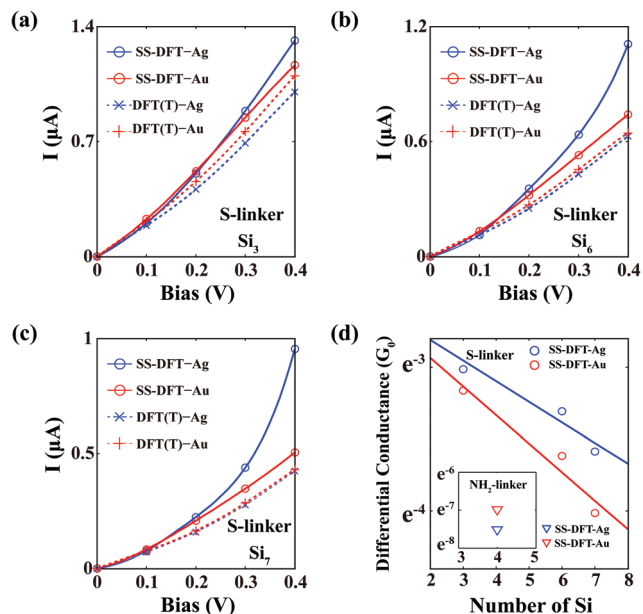 (a)
1.4
0.7
0
I (μA)
SS-DFT−Ag
SS-DFT−Au
DFT(T)−Ag
DFT(T)−Au
S-linker
Si3
0 0.1 0.2 0.3 0.4
Bias (V)
(b)
1.2
0.6
0
I (μA)
SS-DFT−Ag
SS-DFT−Au
DFT(T)−Ag
DFT(T)−Au
S-linker
Si6
0 0.1 0.2 0.3 0.4
Bias (V)
(c)
1
0.5
0
I (μA)
SS-DFT−Ag
SS-DFT−Au
DFT(T)−Ag
DFT(T)−Au
S-linker
Si7
0 0.1 0.2 0.3 0.4
Bias (V)
(d)
Differential Conductance (G0)
e^-3
e^-4
S-linker
SS-DFT-Ag
SS-DFT-Au
e^-6
e^-7
e^-8
NH2-linker
3 4 5
SS-DFT-Ag
SS-DFT-Au
2 3 4 5 6 7 8
Number of Si